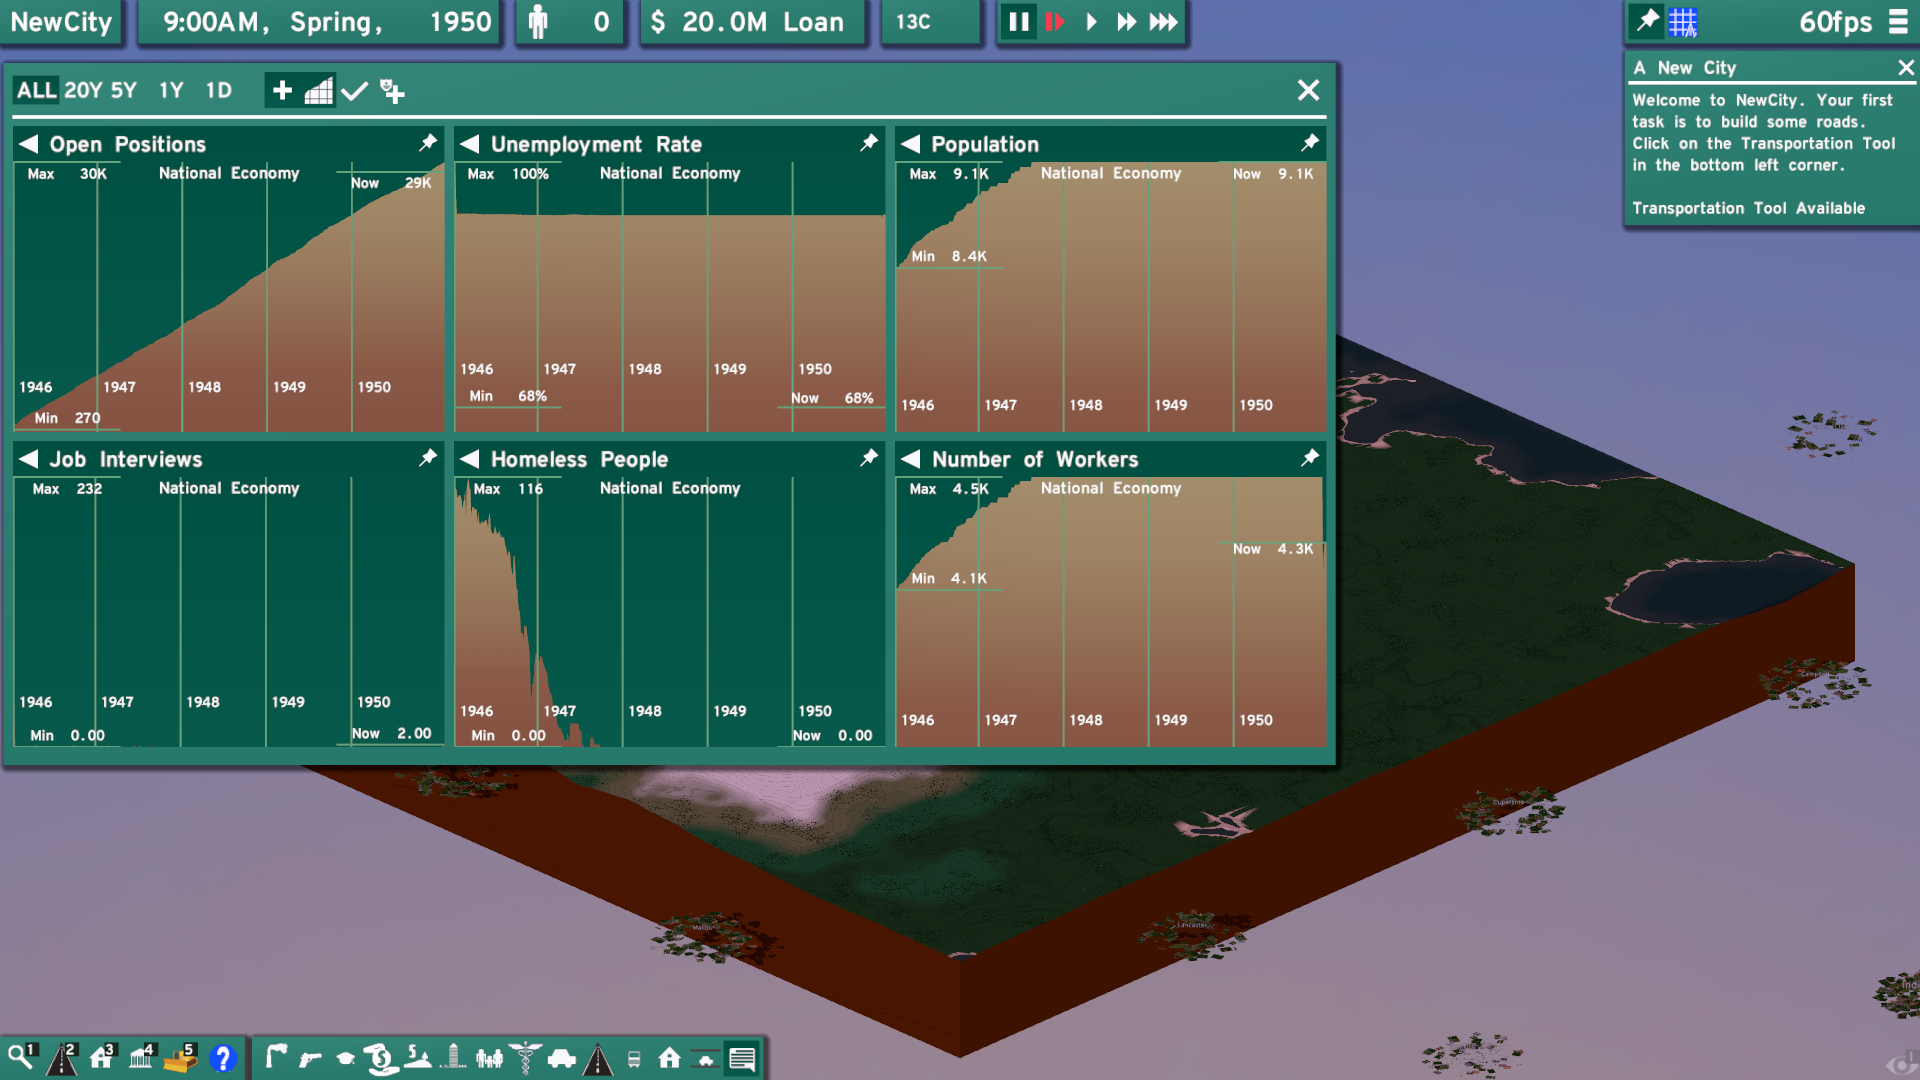 NewCity
9:00AM, Spring, 1950
0
$ 20.0M Loan
13C
60fps
ALL 20Y 5Y 1Y 1D
A New City
Welcome to NewCity. Your first
task is to build some roads.
Click on the Transportation Tool
in the bottom left corner.
Transportation Tool Available
Open Positions
Max 30K
National Economy
Now 29K
1946 1947 1948 1949 1950
Min 270
Unemployment Rate
Max 100%
National Economy
1946 1947 1948 1949 1950
Min 68%
Now 68%
Population
Max 9.1K
National Economy
Now 9.1K
Min 8.4K
1946 1947 1948 1949 1950
Job Interviews
Max 232
National Economy
1946 1947 1948 1949 1950
Min 0.00
Now 2.00
Homeless People
Max 116
National Economy
1946 1947 1948 1949 1950
Min 0.00
Now 0.00
Number of Workers
Max 4.5K
National Economy
Now 4.3K
Min 4.1K
1946 1947 1948 1949 1950
Cupertino
Malibu
Lancaster
1 2 3 4 5 ?